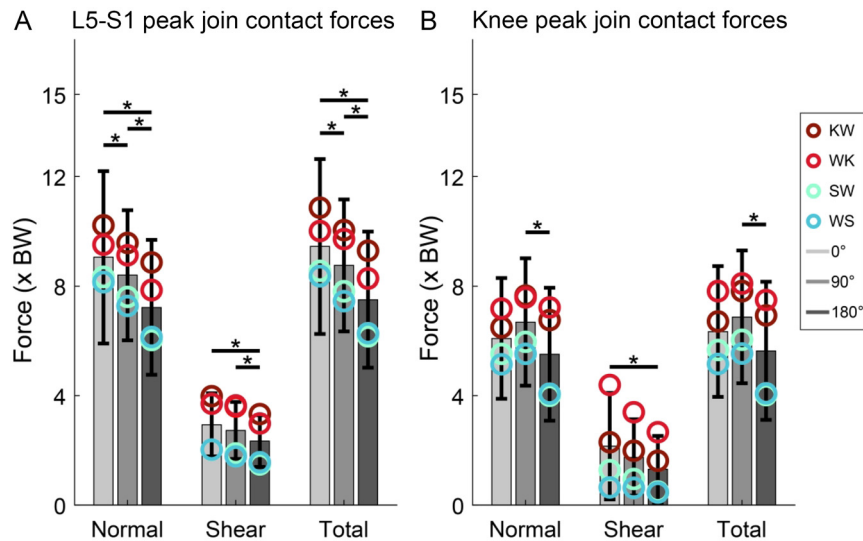 A L5-S1 peak join contact forces
B Knee peak join contact forces
Force (x BW)
15
12
8
4
0
* * *
* *
* * *
Normal Shear Total
Force (x BW)
15
12
8
4
0
*
*
*
Normal Shear Total
KW
WK
SW
WS
0°
90°
180°